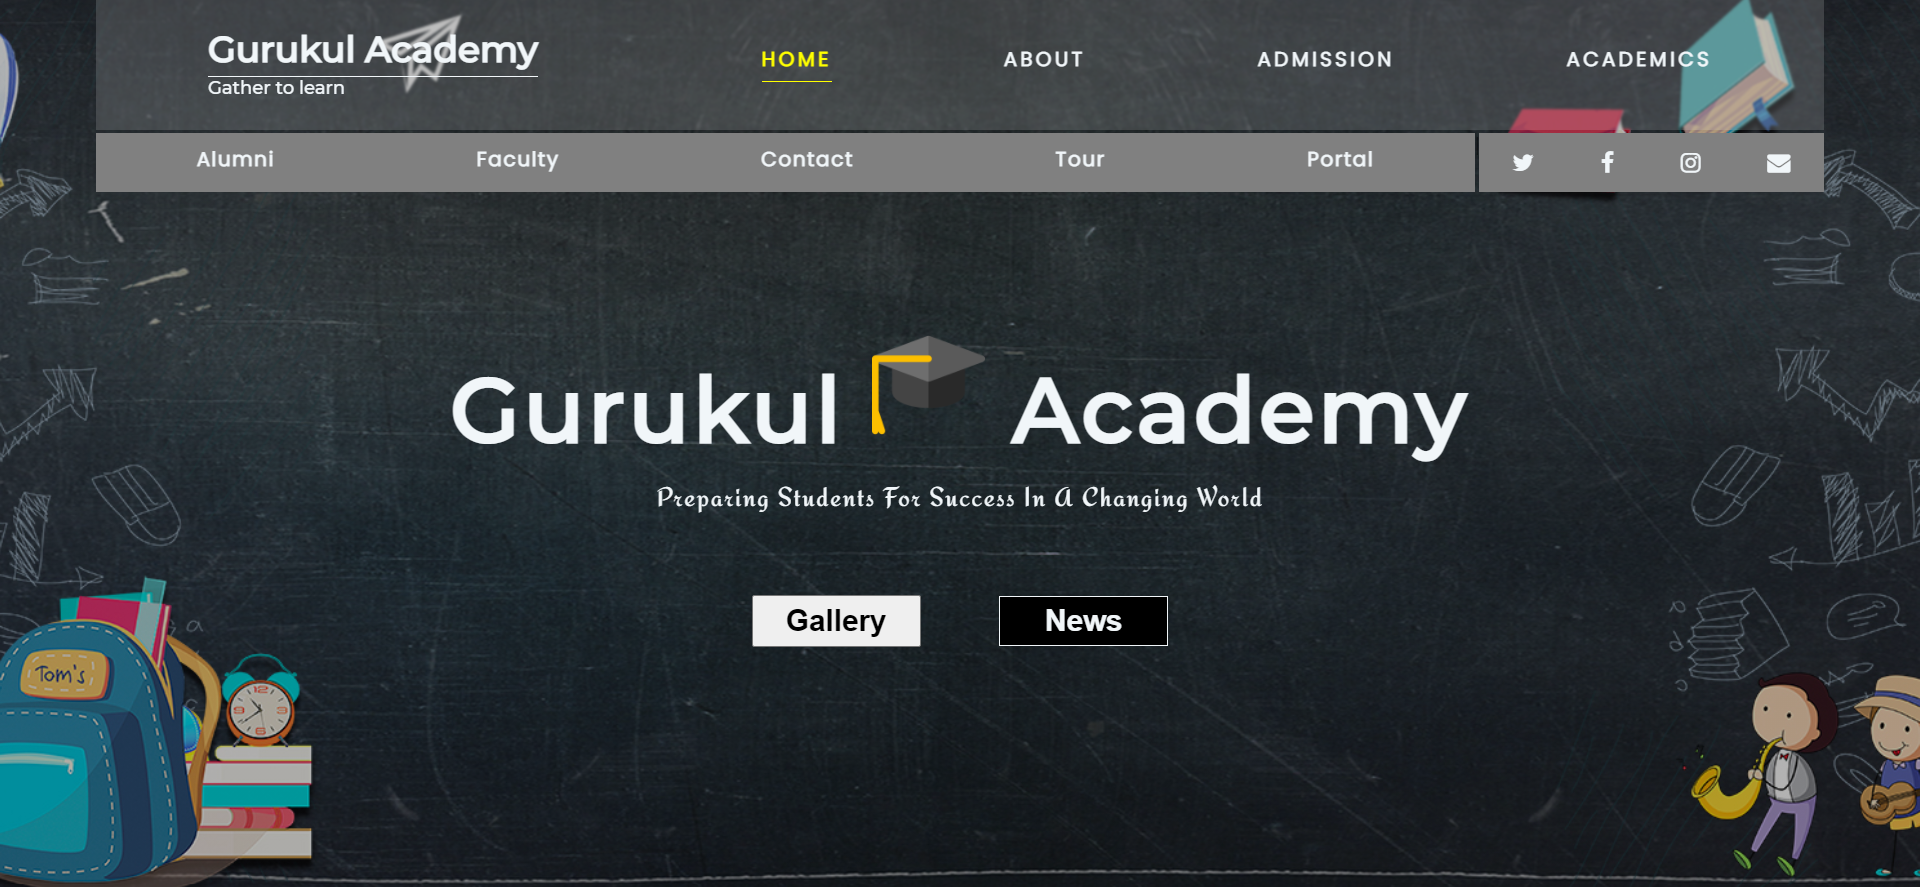 Gurukul Academy
Gather to learn
HOME ABOUT ADMISSION ACADEMICS
Alumni Faculty Contact Tour Portal
Gurukul Academy
Preparing Students For Success In A Changing World
Gallery News
Tom's